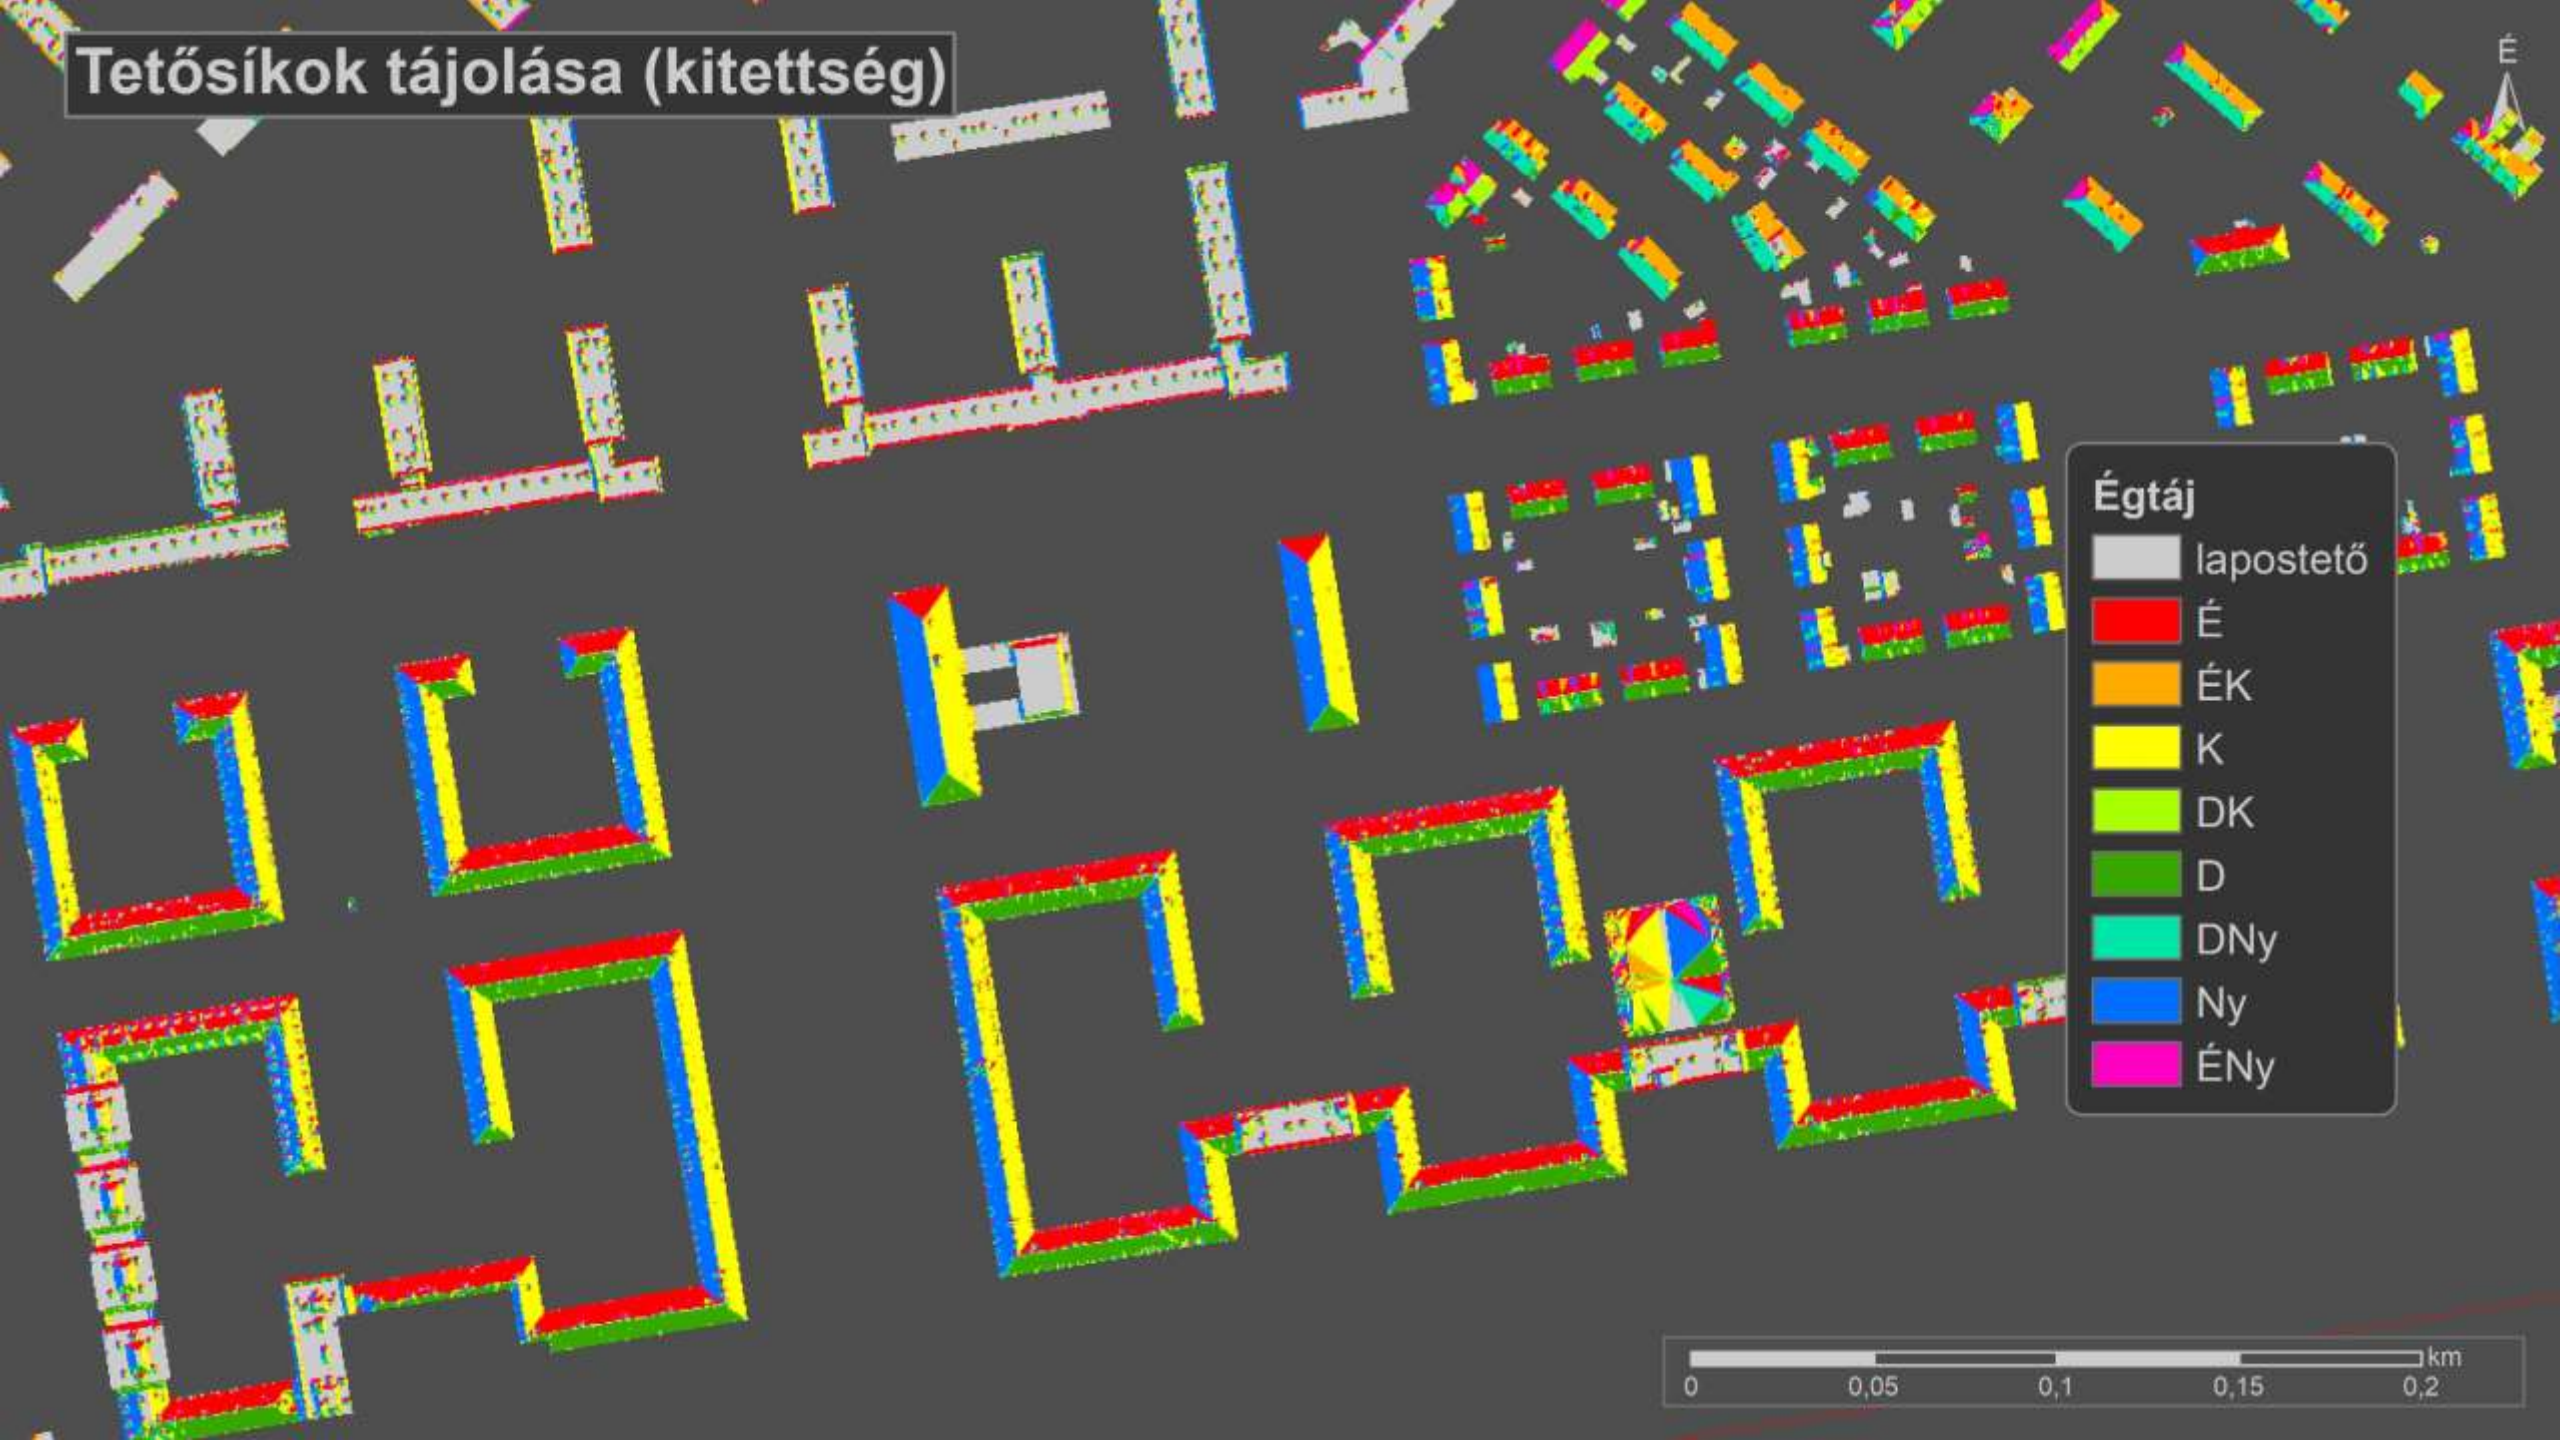 Tetősíkok tájolása (kitettség)
É
Égtáj
lapostető
É
ÉK
K
DK
D
DNy
Ny
ÉNy
km
0 0,05 0,1 0,15 0,2